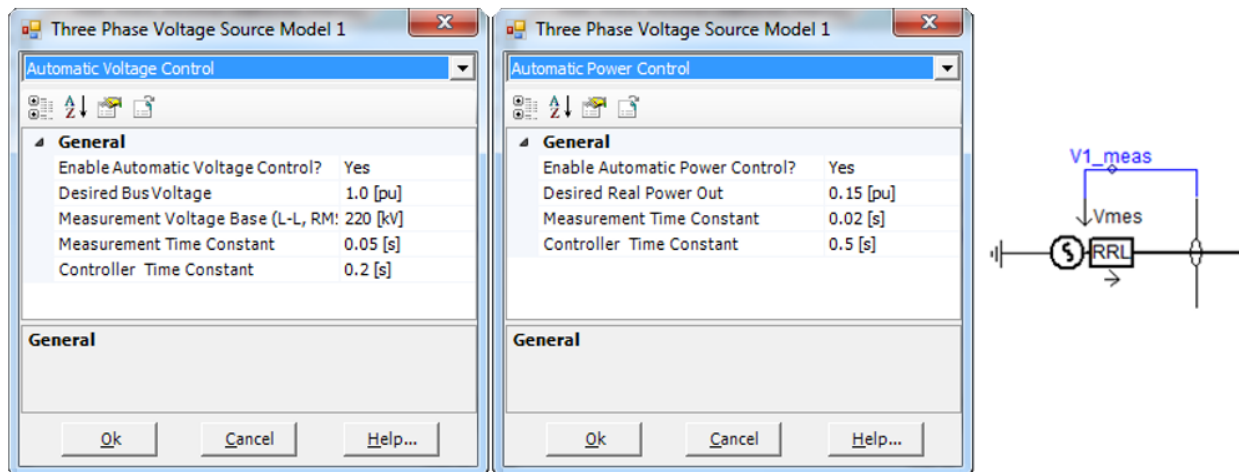 Three Phase Voltage Source Model 1
Automatic Voltage Control
General
Enable Automatic Voltage Control? Yes
Desired Bus Voltage 1.0 [pu]
Measurement Voltage Base (L-L, RM: 220 [kV]
Measurement Time Constant 0.05 [s]
Controller Time Constant 0.2 [s]
General
Ok Cancel Help...
Three Phase Voltage Source Model 1
Automatic Power Control
General
Enable Automatic Power Control? Yes
Desired Real Power Out 0.15 [pu]
Measurement Time Constant 0.02 [s]
Controller Time Constant 0.5 [s]
General
Ok Cancel Help...
V1_meas
Vmes
RRL